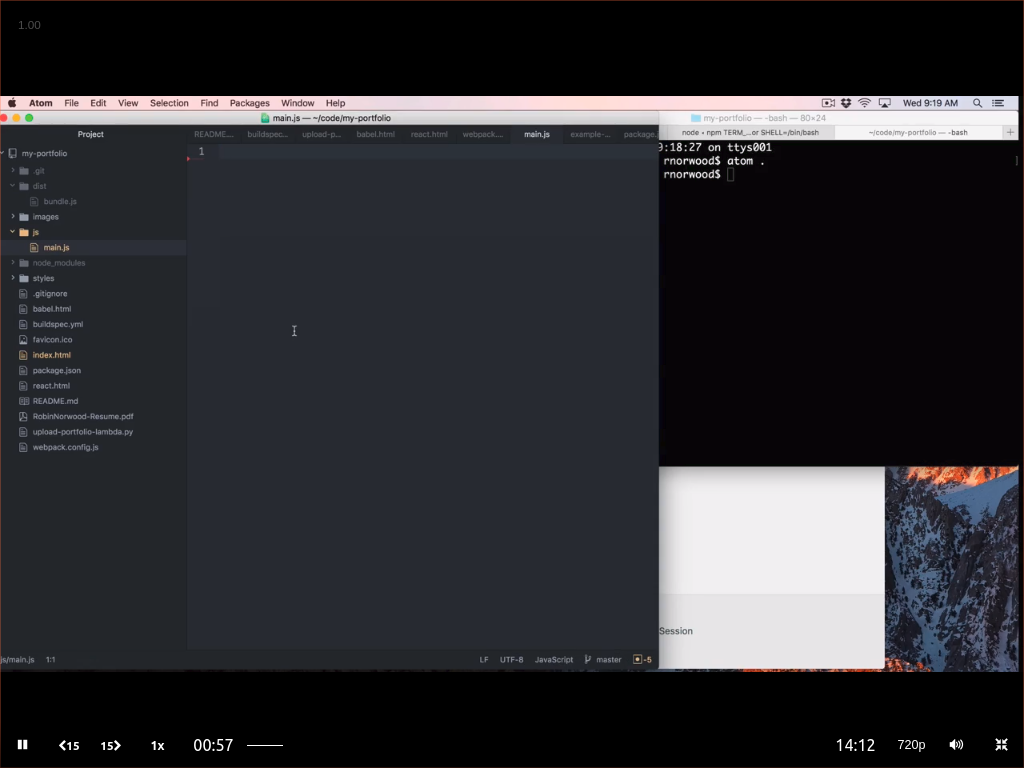 1.00
Atom File Edit View Selection Find Packages Window Help Wed 9:19 AM
main.js — ~/code/my-portfolio
my-portfolio — -bash — 80×24
Project
README... buildspec... upload-p... babel.html react.html webpack.... main.js example-... package.
node • npm TERM_...or SHELL=/bin/bash
~/code/my-portfolio — -bash
1
9:18:27 on ttys001
rnorwood$ atom .
rnorwood$
my-portfolio
.git
dist
bundle.js
images
js
main.js
node_modules
styles
.gitignore
babel.html
buildspec.yml
favicon.ico
index.html
package.json
react.html
README.md
RobinNorwood-Resume.pdf
upload-portfolio-lambda.py
webpack.config.js
Session
js/main.js 1:1 LF UTF-8 JavaScript master -5
15 15 1x 00:57 14:12 720p